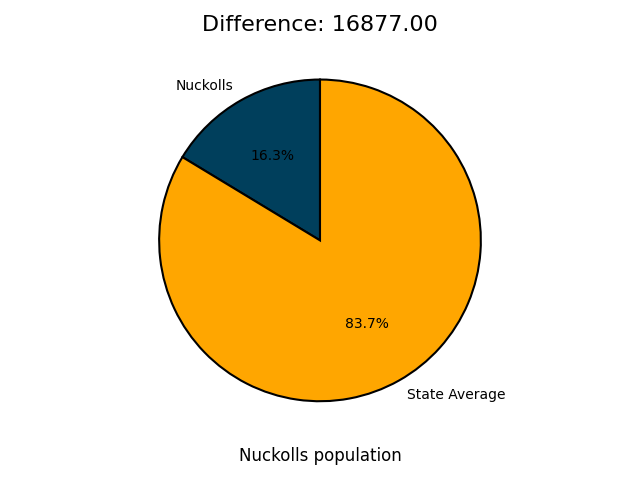 Difference: 16877.00
Nuckolls
16.3%
83.7%
State Average
Nuckolls population